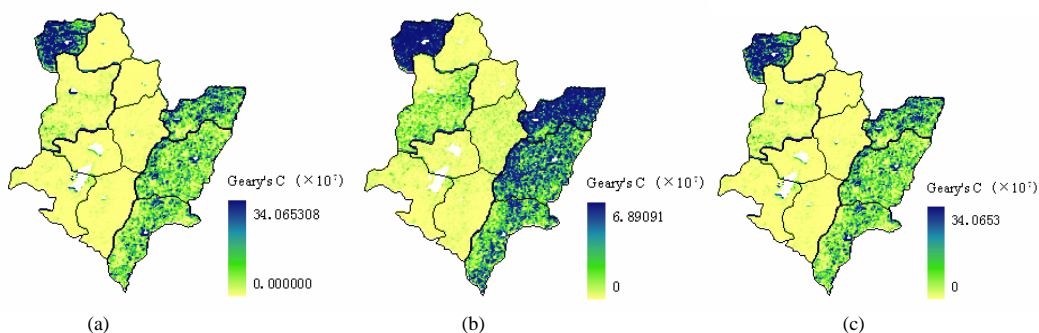 Geary's C (×10⁷)
34.065308
0.000000
(a)
Geary's C (×10⁷)
6.89091
0
(b)
Geary's C (×10⁷)
34.0653
0
(c)